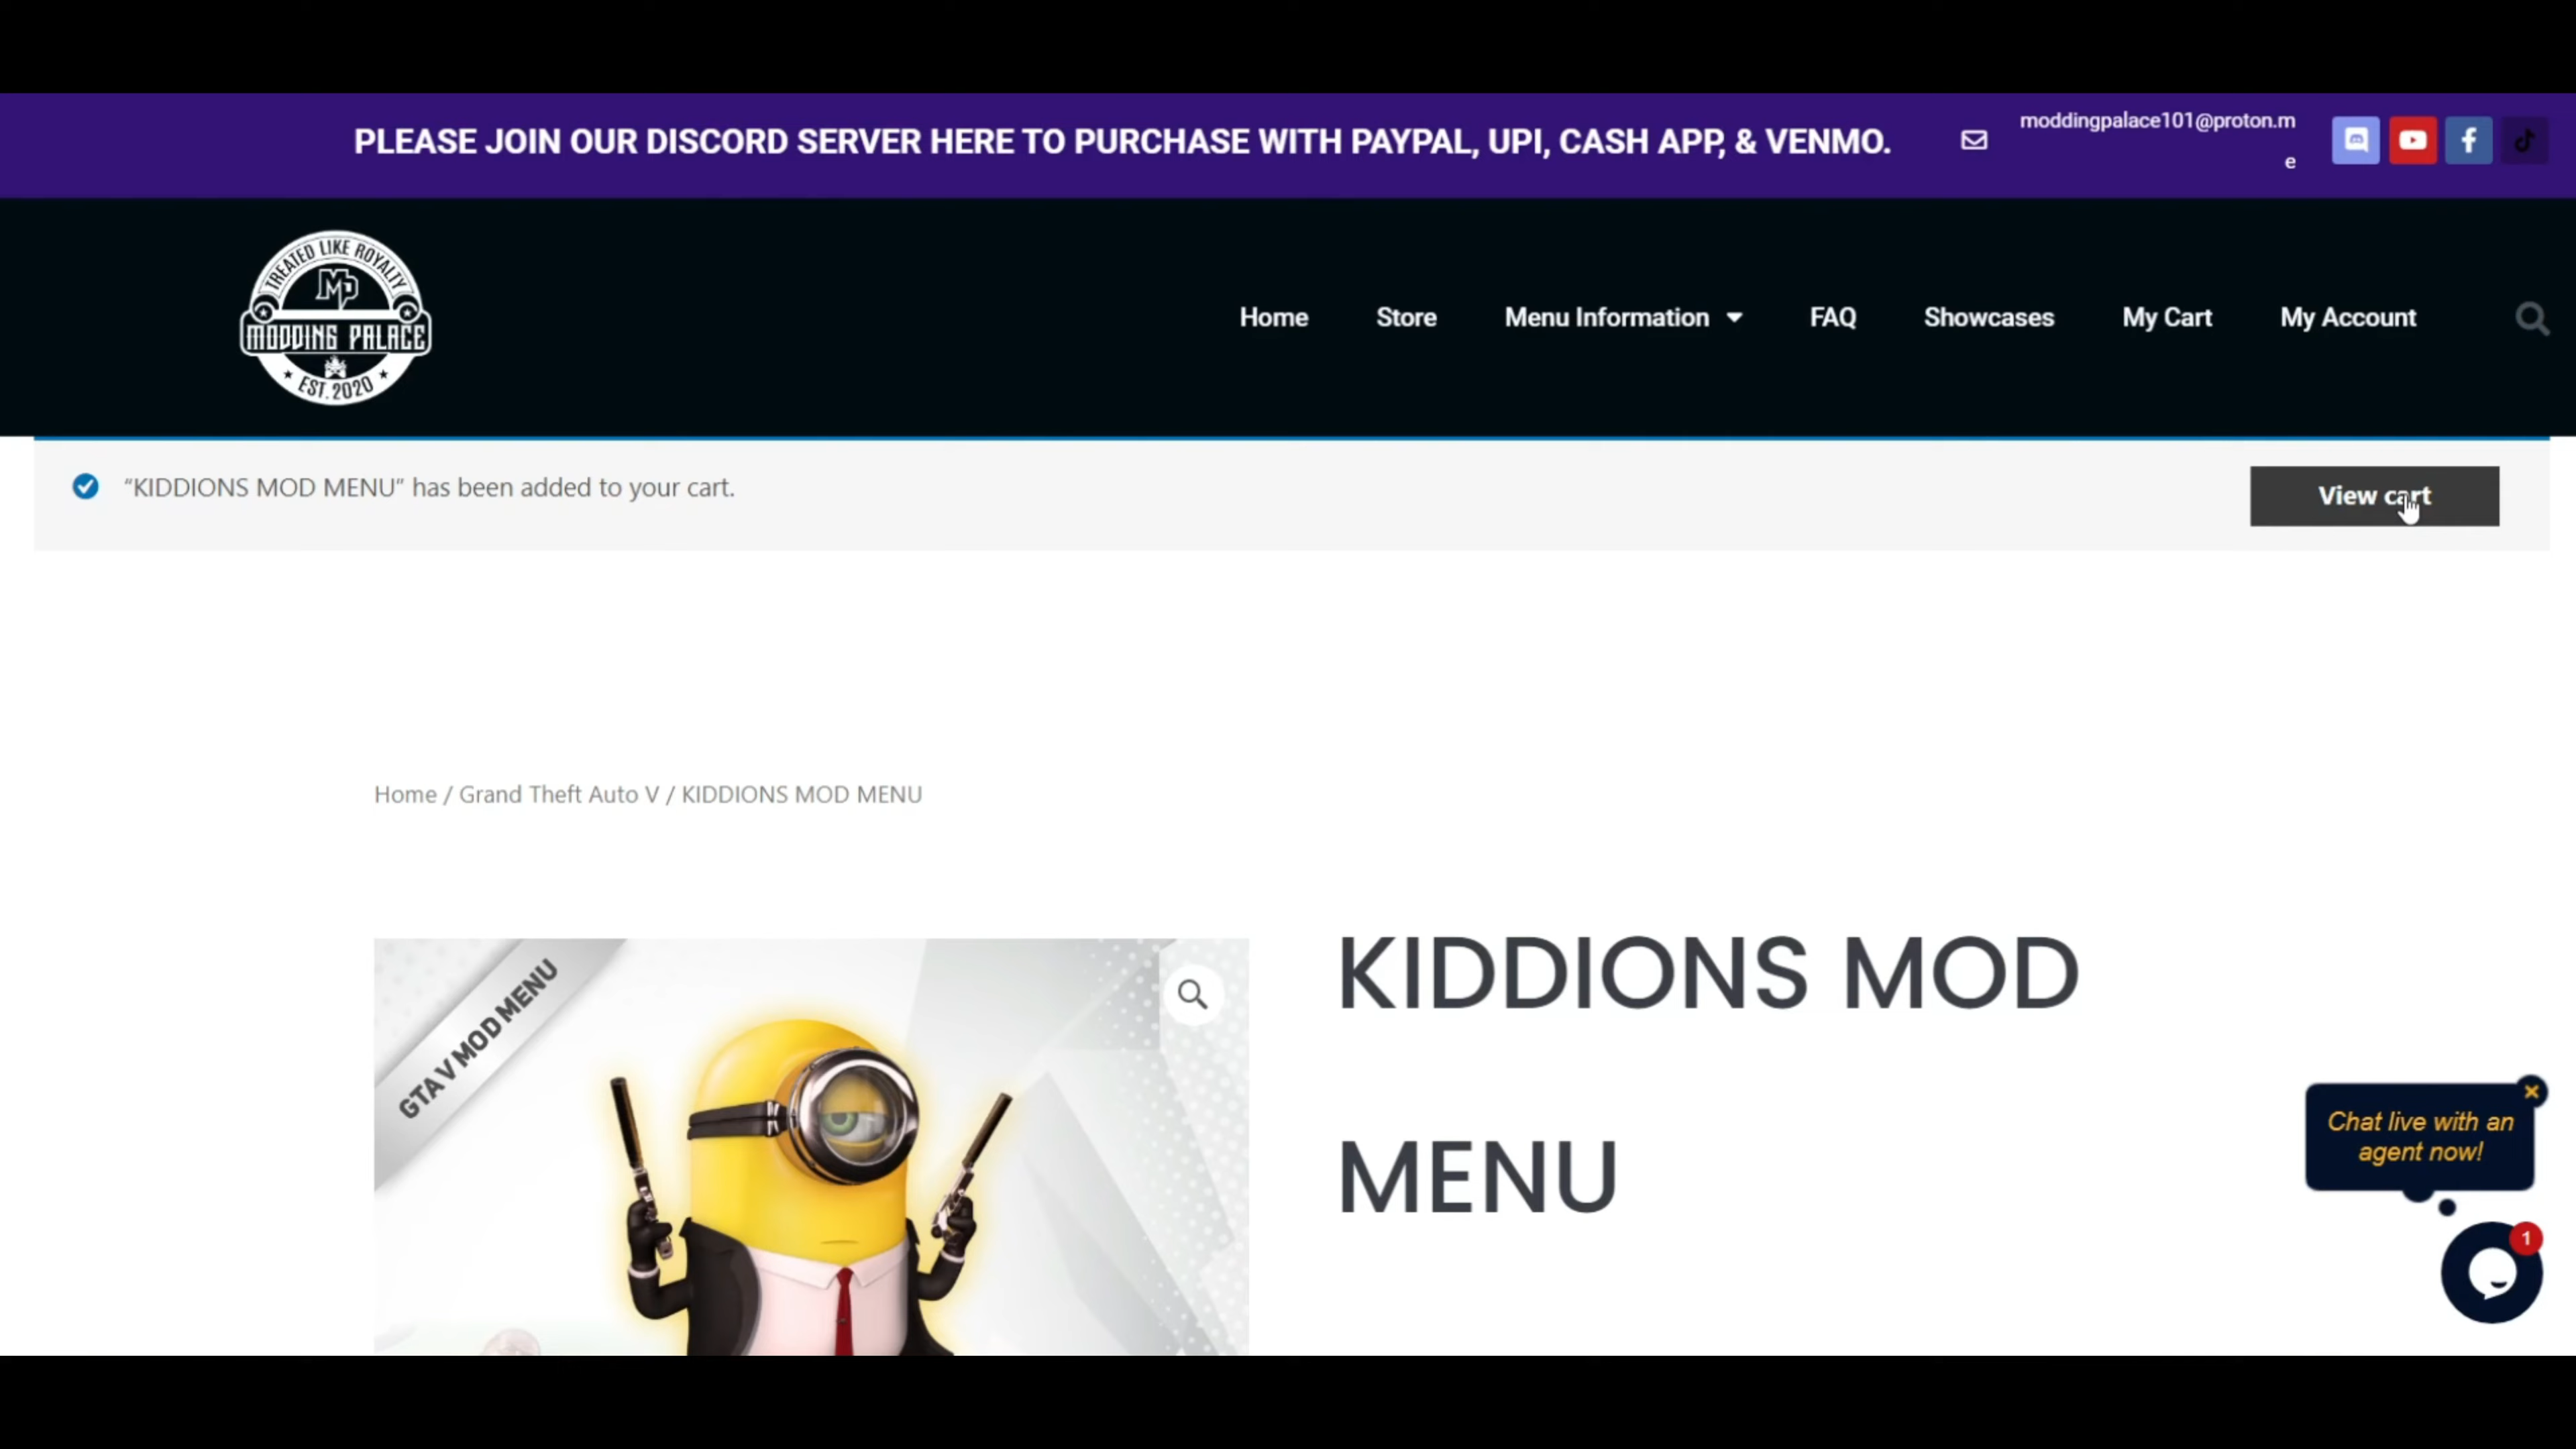 PLEASE JOIN OUR DISCORD SERVER HERE TO PURCHASE WITH PAYPAL, UPI, CASH APP, & VENMO.
moddingpalace101@proton.m
e
TREATED LIKE ROYALTY
MP
MODDING PALACE
EST. 2020
Home Store Menu Information FAQ Showcases My Cart My Account
“KIDDIONS MOD MENU” has been added to your cart.
View cart
Home / Grand Theft Auto V / KIDDIONS MOD MENU
GTA V MOD MENU
KIDDIONS MOD
MENU
Chat live with an
agent now!
1